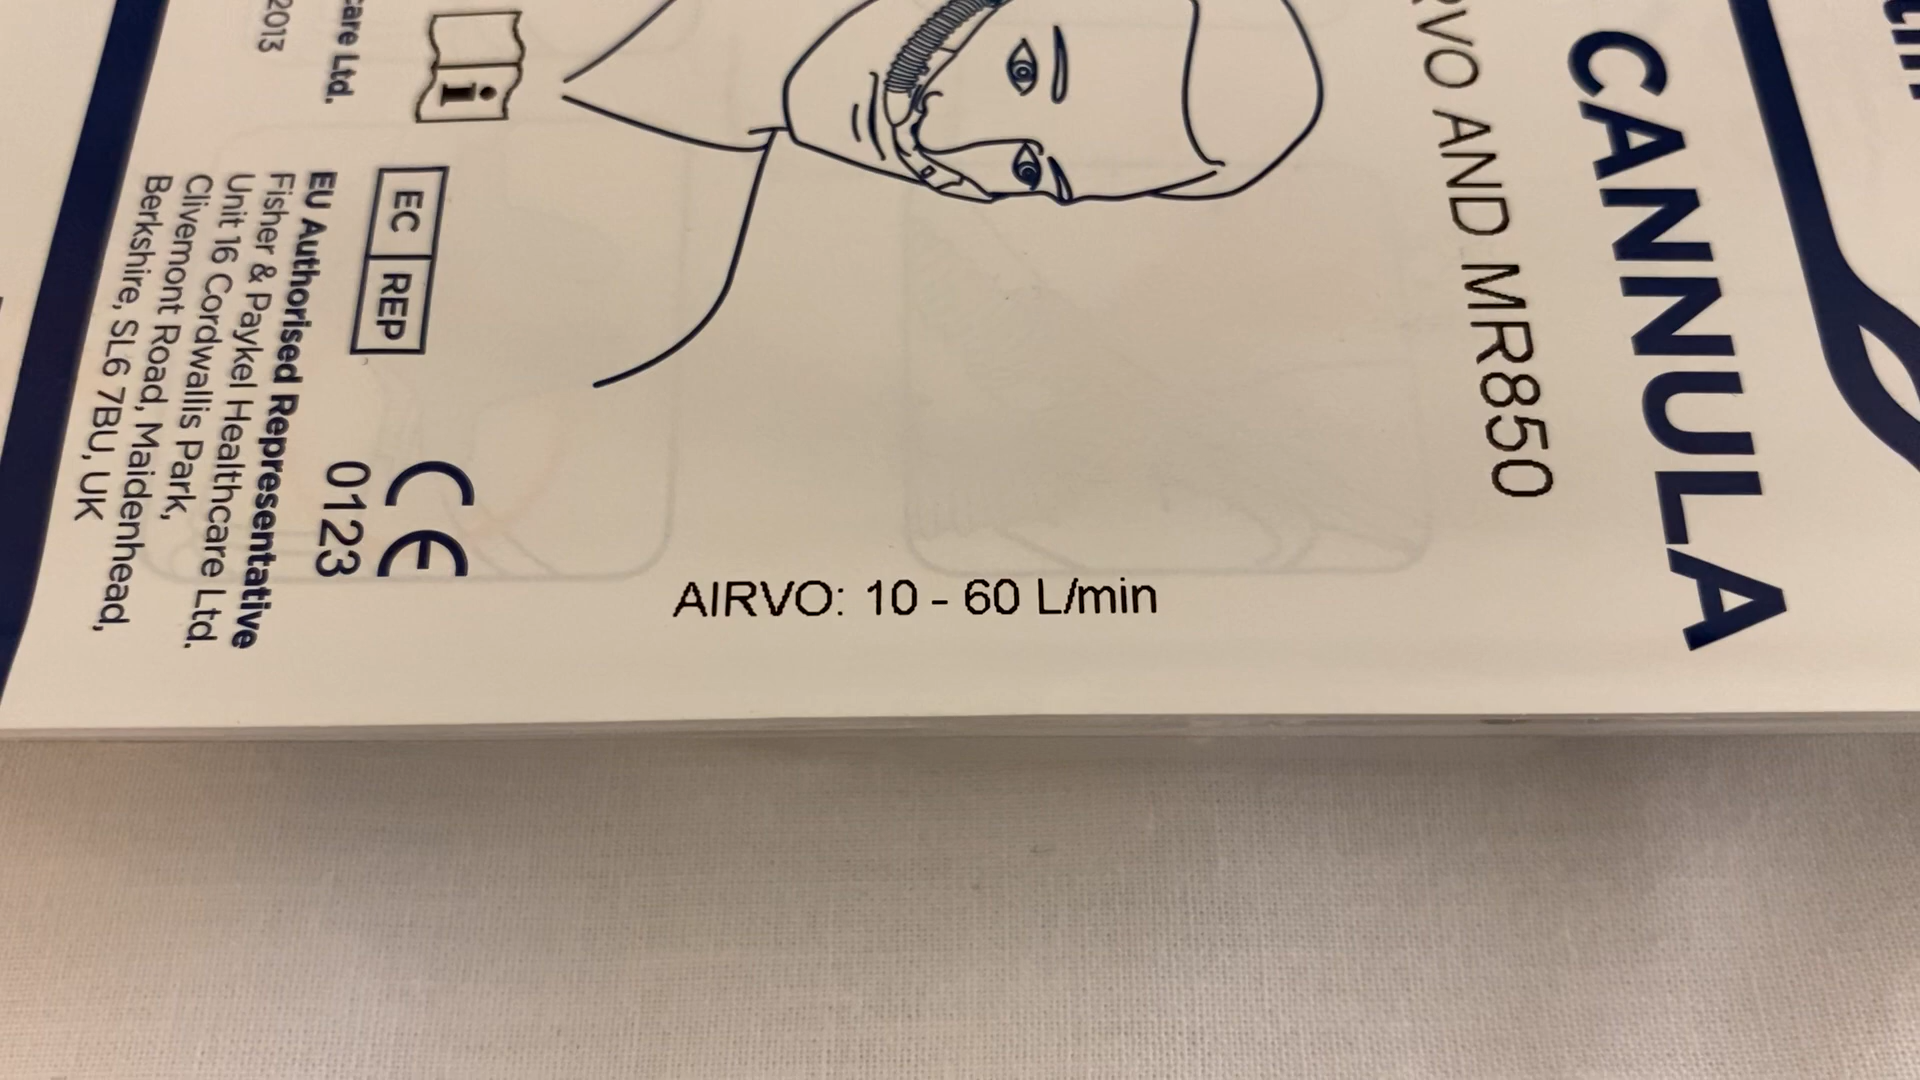 CANNULA
RVO AND MR850
AIRVO: 10 - 60 L/min
care Ltd.
2013
i
EC REP
0123
EU Authorised Representative
Fisher & Paykel Healthcare Ltd.
Unit 16 Cordwallis Park,
Clivemont Road, Maidenhead,
Berkshire, SL6 7BU, UK